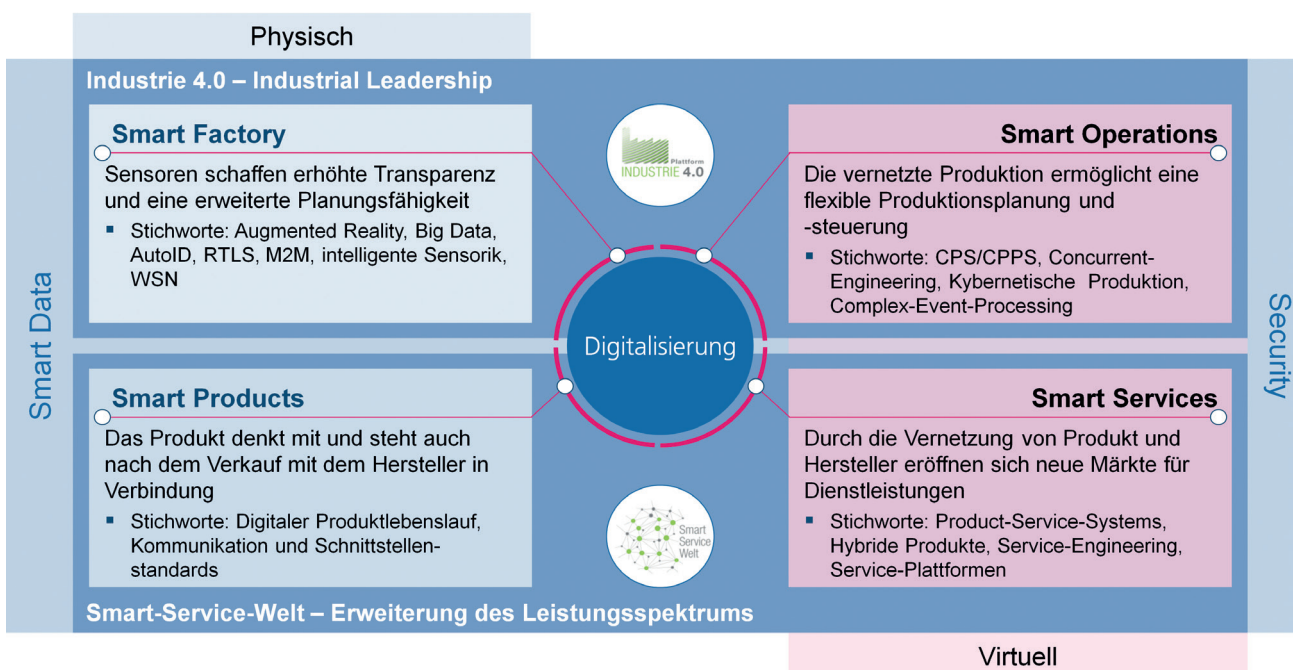 Physisch
Industrie 4.0 – Industrial Leadership
Smart Factory
Sensoren schaffen erhöhte Transparenz
und eine erweiterte Planungsfähigkeit
▪ Stichworte: Augmented Reality, Big Data,
AutoID, RTLS, M2M, intelligente Sensorik,
WSN
Plattform
INDUSTRIE 4.0
Smart Operations
Die vernetzte Produktion ermöglicht eine
flexible Produktionsplanung und
-steuerung
▪ Stichworte: CPS/CPPS, Concurrent-
Engineering, Kybernetische Produktion,
Complex-Event-Processing
Smart Data
Digitalisierung
Security
Smart Products
Das Produkt denkt mit und steht auch
nach dem Verkauf mit dem Hersteller in
Verbindung
▪ Stichworte: Digitaler Produktlebenslauf,
Kommunikation und Schnittstellen-
standards
Smart
Service
Welt
Smart Services
Durch die Vernetzung von Produkt und
Hersteller eröffnen sich neue Märkte für
Dienstleistungen
▪ Stichworte: Product-Service-Systems,
Hybride Produkte, Service-Engineering,
Service-Plattformen
Smart-Service-Welt – Erweiterung des Leistungsspektrums
Virtuell